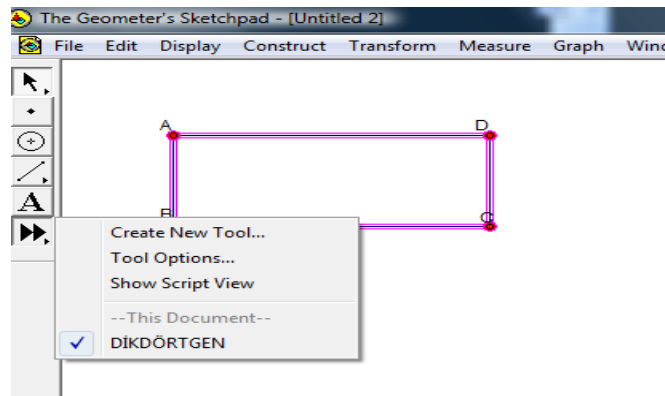 The Geometer's Sketchpad - [Untitled 2]
File Edit Display Construct Transform Measure Graph
A D
B C
A
Create New Tool...
Tool Options...
Show Script View
--This Document--
DİKDÖRTGEN